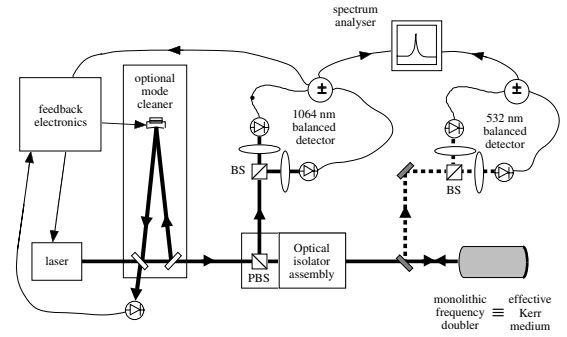 spectrum
analyser
optional
mode
cleaner
feedback
electronics
±
±
1064 nm
balanced
detector
532 nm
balanced
detector
BS
BS
laser
PBS
Optical
isolator
assembly
monolithic
frequency
doubler
≡
effective
Kerr
medium